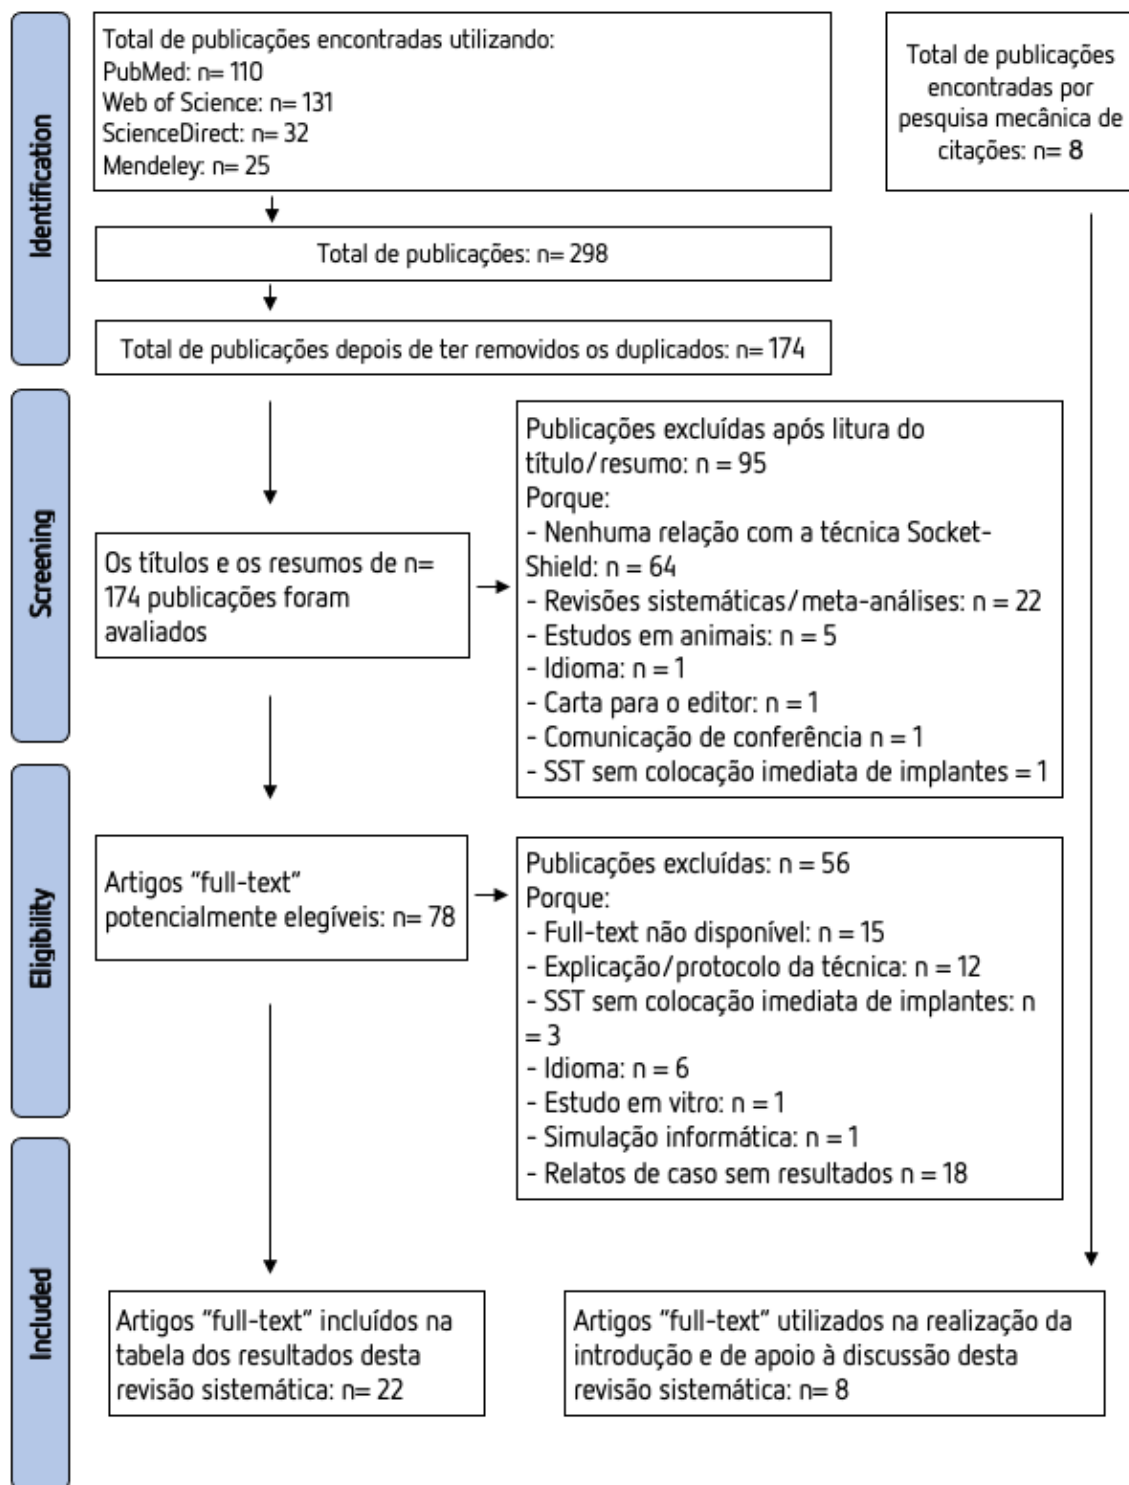 Identification
Total de publicações encontradas utilizando:
PubMed: n= 110
Web of Science: n= 131
ScienceDirect: n= 32
Mendeley: n= 25
Total de publicações
encontradas por
pesquisa mecânica de
citações: n= 8
Total de publicações: n= 298
Total de publicações depois de ter removidos os duplicados: n= 174
Screening
Os títulos e os resumos de n=
174 publicações foram
avaliados
Publicações excluídas após litura do
título/resumo: n = 95
Porque:
- Nenhuma relação com a técnica Socket-
Shield: n = 64
- Revisões sistemáticas/meta-análises: n = 22
- Estudos em animais: n = 5
- Idioma: n = 1
- Carta para o editor: n = 1
- Comunicação de conferência n = 1
- SST sem colocação imediata de implantes = 1
Eligibility
Artigos “full-text”
potencialmente elegíveis: n= 78
Publicações excluídas: n = 56
Porque:
- Full-text não disponível: n = 15
- Explicação/protocolo da técnica: n = 12
- SST sem colocação imediata de implantes: n
= 3
- Idioma: n = 6
- Estudo em vitro: n = 1
- Simulação informática: n = 1
- Relatos de caso sem resultados n = 18
Included
Artigos “full-text” incluídos na
tabela dos resultados desta
revisão sistemática: n= 22
Artigos “full-text” utilizados na realização da
introdução e de apoio à discussão desta
revisão sistemática: n= 8